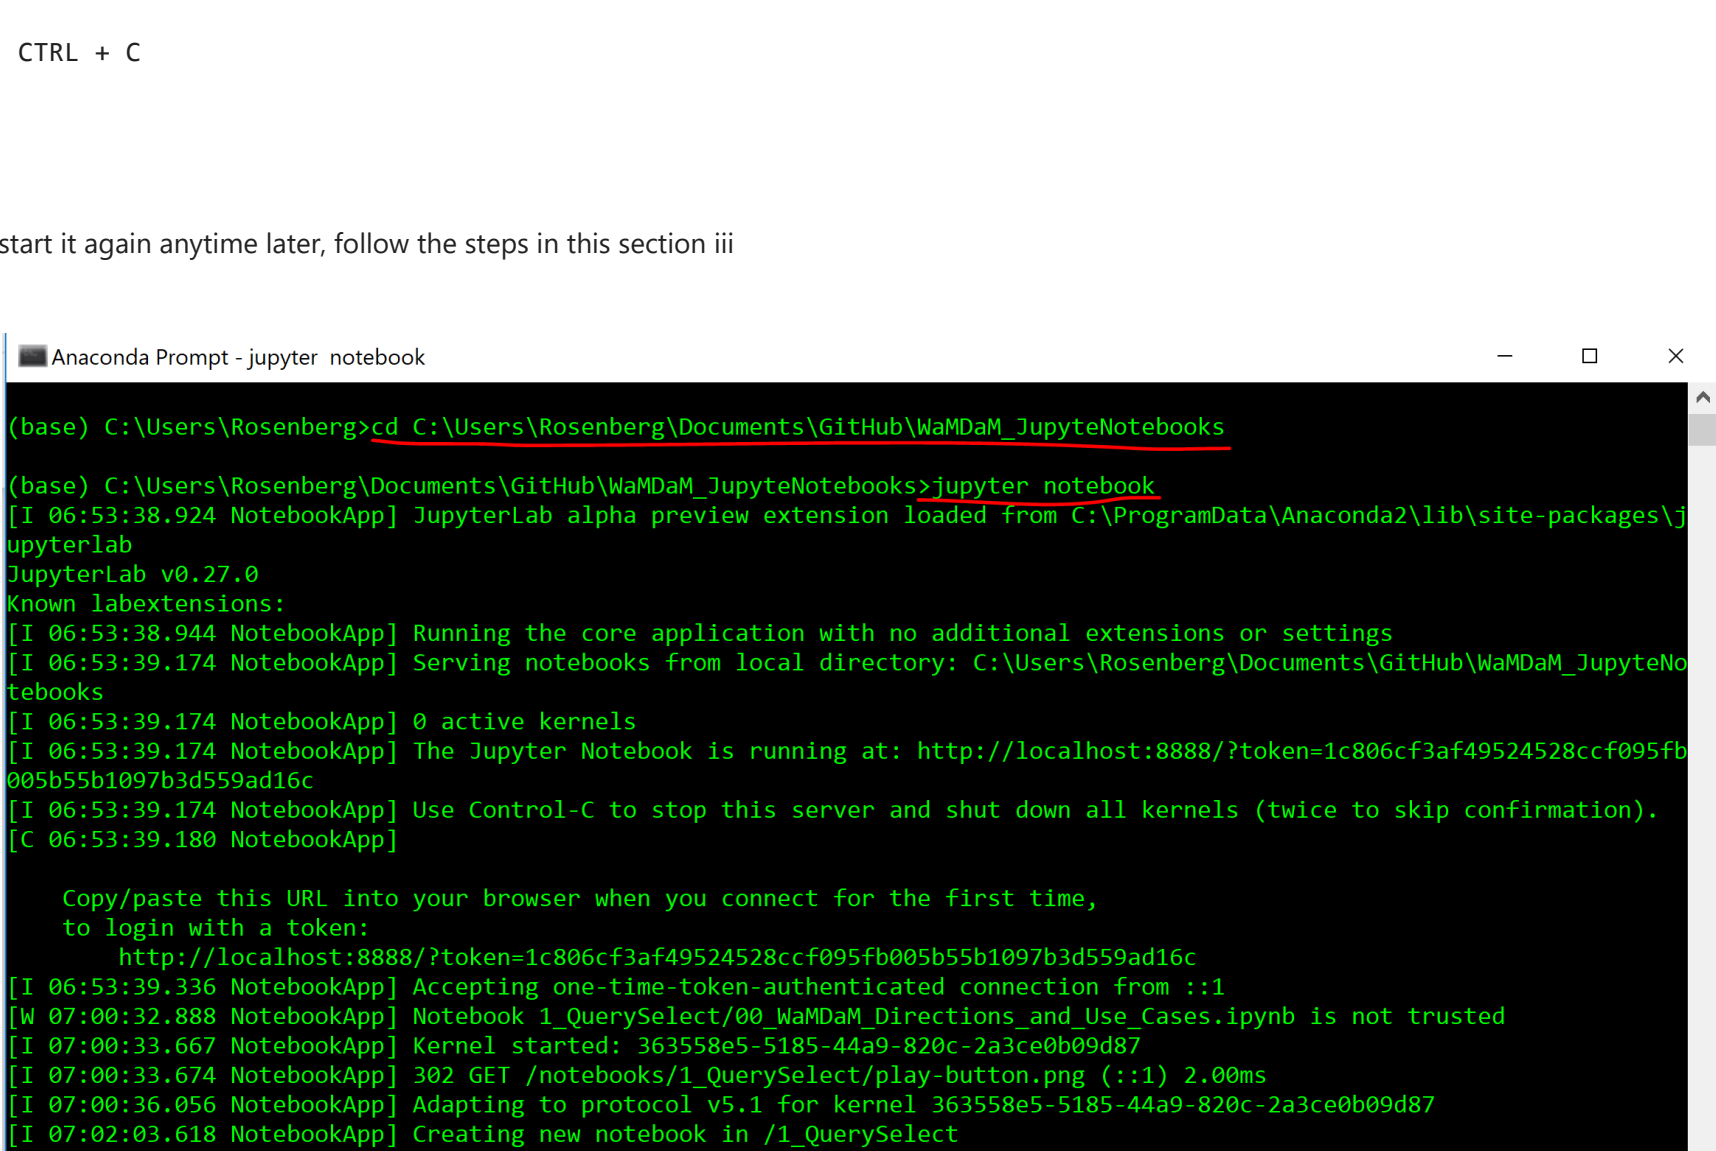 CTRL + C
start it again anytime later, follow the steps in this section iii
Anaconda Prompt - jupyter  notebook
(base) C:\Users\Rosenberg>cd C:\Users\Rosenberg\Documents\GitHub\WaMDaM_JupyteNotebooks
(base) C:\Users\Rosenberg\Documents\GitHub\WaMDaM_JupyteNotebooks>jupyter notebook
[I 06:53:38.924 NotebookApp] JupyterLab alpha preview extension loaded from C:\ProgramData\Anaconda2\lib\site-packages\j
upyterlab
JupyterLab v0.27.0
Known labextensions:
[I 06:53:38.944 NotebookApp] Running the core application with no additional extensions or settings
[I 06:53:39.174 NotebookApp] Serving notebooks from local directory: C:\Users\Rosenberg\Documents\GitHub\WaMDaM_JupyteNo
tebooks
[I 06:53:39.174 NotebookApp] 0 active kernels
[I 06:53:39.174 NotebookApp] The Jupyter Notebook is running at: http://localhost:8888/?token=1c806cf3af49524528ccf095fb
005b55b1097b3d559ad16c
[I 06:53:39.174 NotebookApp] Use Control-C to stop this server and shut down all kernels (twice to skip confirmation).
[C 06:53:39.180 NotebookApp]
    Copy/paste this URL into your browser when you connect for the first time,
    to login with a token:
        http://localhost:8888/?token=1c806cf3af49524528ccf095fb005b55b1097b3d559ad16c
[I 06:53:39.336 NotebookApp] Accepting one-time-token-authenticated connection from ::1
[W 07:00:32.888 NotebookApp] Notebook 1_QuerySelect/00_WaMDaM_Directions_and_Use_Cases.ipynb is not trusted
[I 07:00:33.667 NotebookApp] Kernel started: 363558e5-5185-44a9-820c-2a3ce0b09d87
[I 07:00:33.674 NotebookApp] 302 GET /notebooks/1_QuerySelect/play-button.png (::1) 2.00ms
[I 07:00:36.056 NotebookApp] Adapting to protocol v5.1 for kernel 363558e5-5185-44a9-820c-2a3ce0b09d87
[I 07:02:03.618 NotebookApp] Creating new notebook in /1_QuerySelect